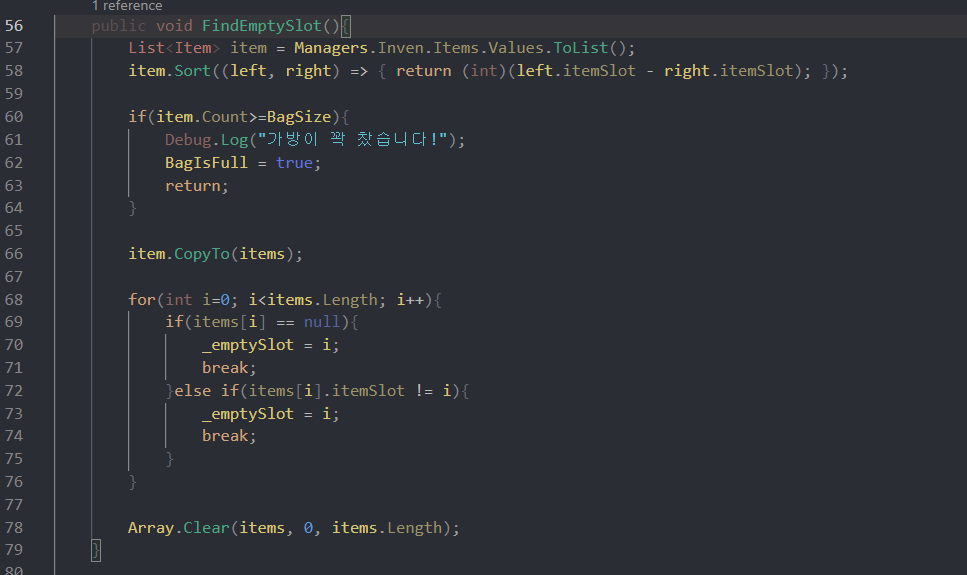 1 reference
56 public void FindEmptySlot(){
57 List<Item> item = Managers.Inven.Items.Values.ToList();
58 item.Sort((left, right) => { return (int)(left.itemSlot - right.itemSlot); });
59
60 if(item.Count>=BagSize){
61 Debug.Log("가방이 꽉 찼습니다!");
62 BagIsFull = true;
63 return;
64 }
65
66 item.CopyTo(items);
67
68 for(int i=0; i<items.Length; i++){
69 if(items[i] == null){
70 _emptySlot = i;
71 break;
72 }else if(items[i].itemSlot != i){
73 _emptySlot = i;
74 break;
75 }
76 }
77
78 Array.Clear(items, 0, items.Length);
79 }
80